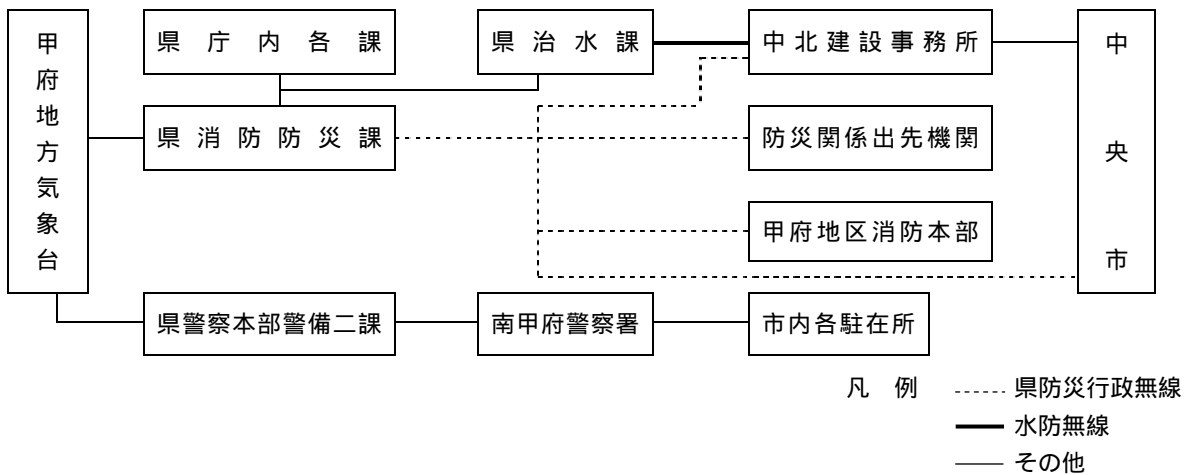 甲府地方気象台
県庁内各課
県治水課
中北建設事務所
中央市
県消防防災課
防災関係出先機関
甲府地区消防本部
県警察本部警備二課
南甲府警察署
市内各駐在所
凡 例
県防災行政無線
水防無線
その他